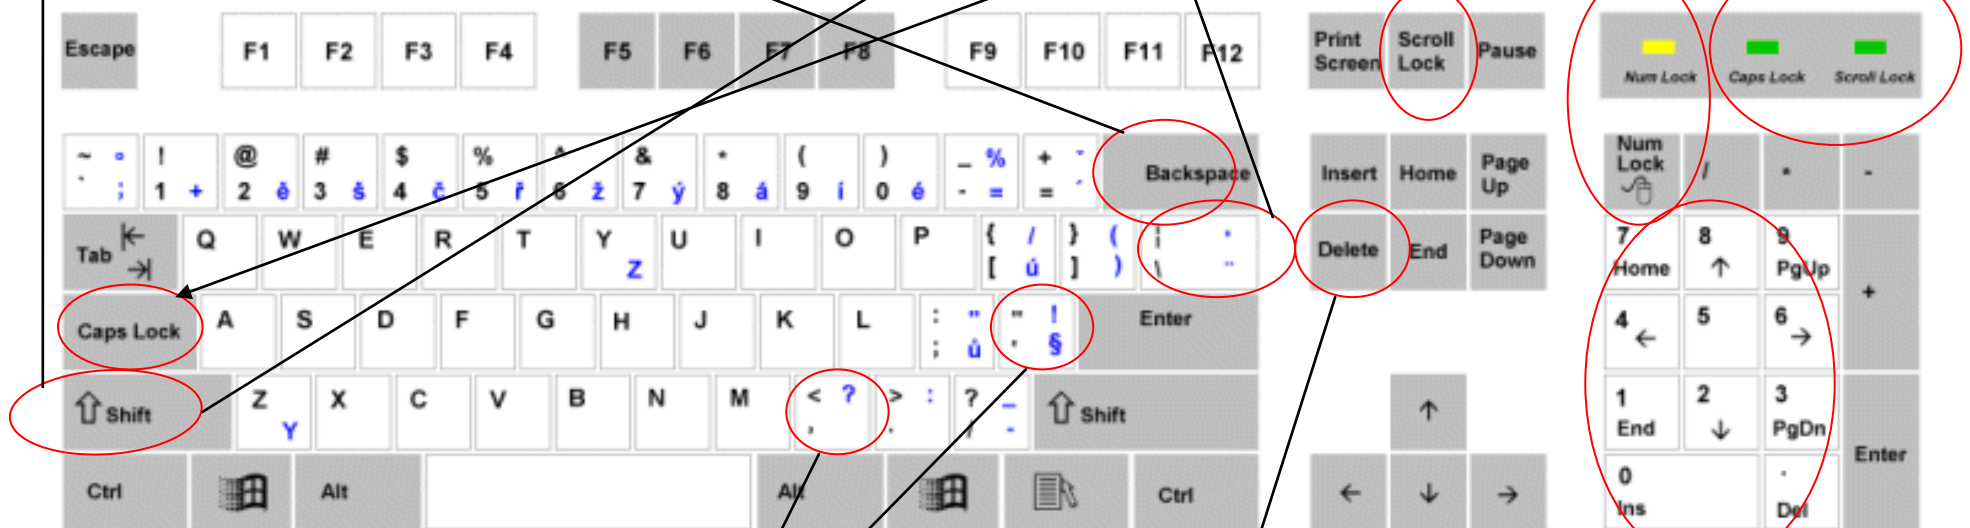 Escape F1 F2 F3 F4 F5 F6 F7 F8 F9 F10 F11 F12 Print Screen Scroll Lock Pause
Num Lock Caps Lock Scroll Lock
~ ° ! @ # $ % ^ & * ( ) _ % + ˇ Backspace Insert Home Page Up Num Lock / * -
` ; 1 + 2 ě 3 š 4 č 5 ř 6 ž 7 ý 8 á 9 í 0 é - = = ´
Tab Q W E R T Y Z U I O P { / [ ú } ( ] ) | ' \ ¨ Delete End Page Down 7 Home 8 ↑ 9 PgUp +
Caps Lock A S D F G H J K L : " ; ů " ! ' § Enter 4 ← 5 6 →
⇧ Shift Z Y X C V B N M < ? , > : . ? _ / - ⇧ Shift ↑ 1 End 2 ↓ 3 PgDn Enter
Ctrl Alt Alt Ctrl ← ↓ → 0 Ins . Del